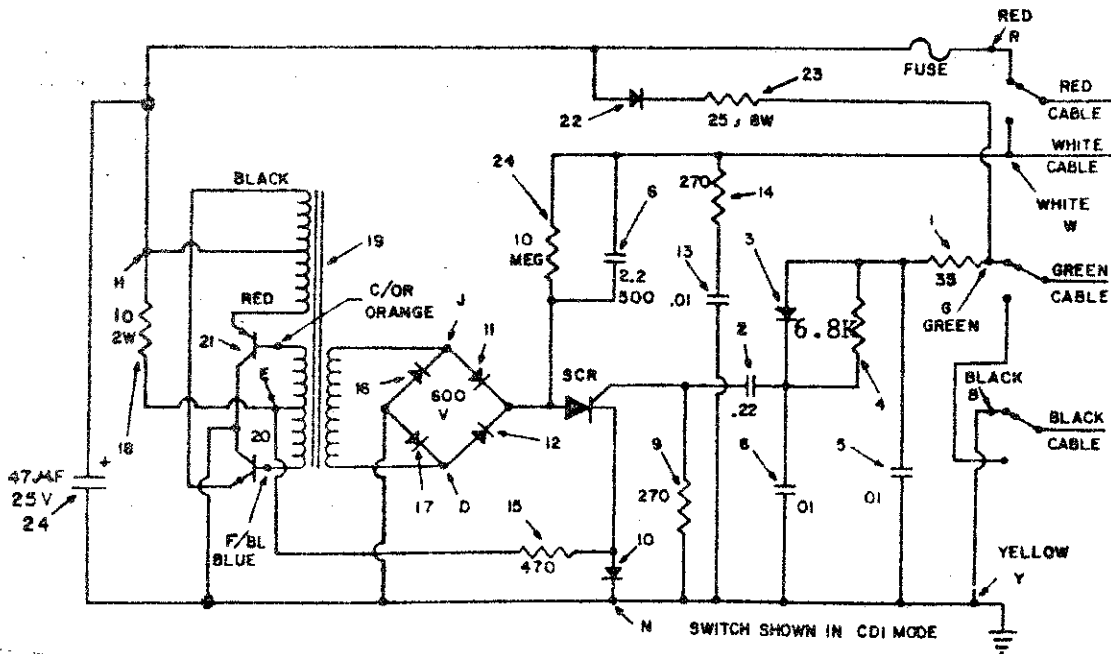 RED
R
FUSE
23
RED
CABLE
22
25, 8W
WHITE
CABLE
BLACK
24
270
14
WHITE
W
6
1
19
10
MEG
3
H
2.2
500
13
.01
GREEN
CABLE
35
C/OR
ORANGE
J
RED
11
6.8K
G
GREEN
10
2W
21
2
E
16
SCR
600
V
4
BLACK
B
.22
BLACK
CABLE
18
20
12
9
270
8
5
47µF
25V
24
+
17
D
15
01
01
F/BL
BLUE
10
470
YELLOW
Y
N
SWITCH SHOWN IN CDI MODE